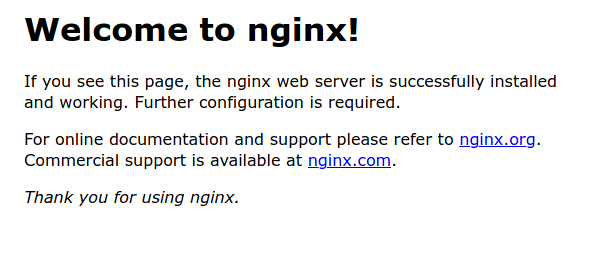 Welcome to nginx!
If you see this page, the nginx web server is successfully installed
and working. Further configuration is required.
For online documentation and support please refer to nginx.org.
Commercial support is available at nginx.com.
Thank you for using nginx.